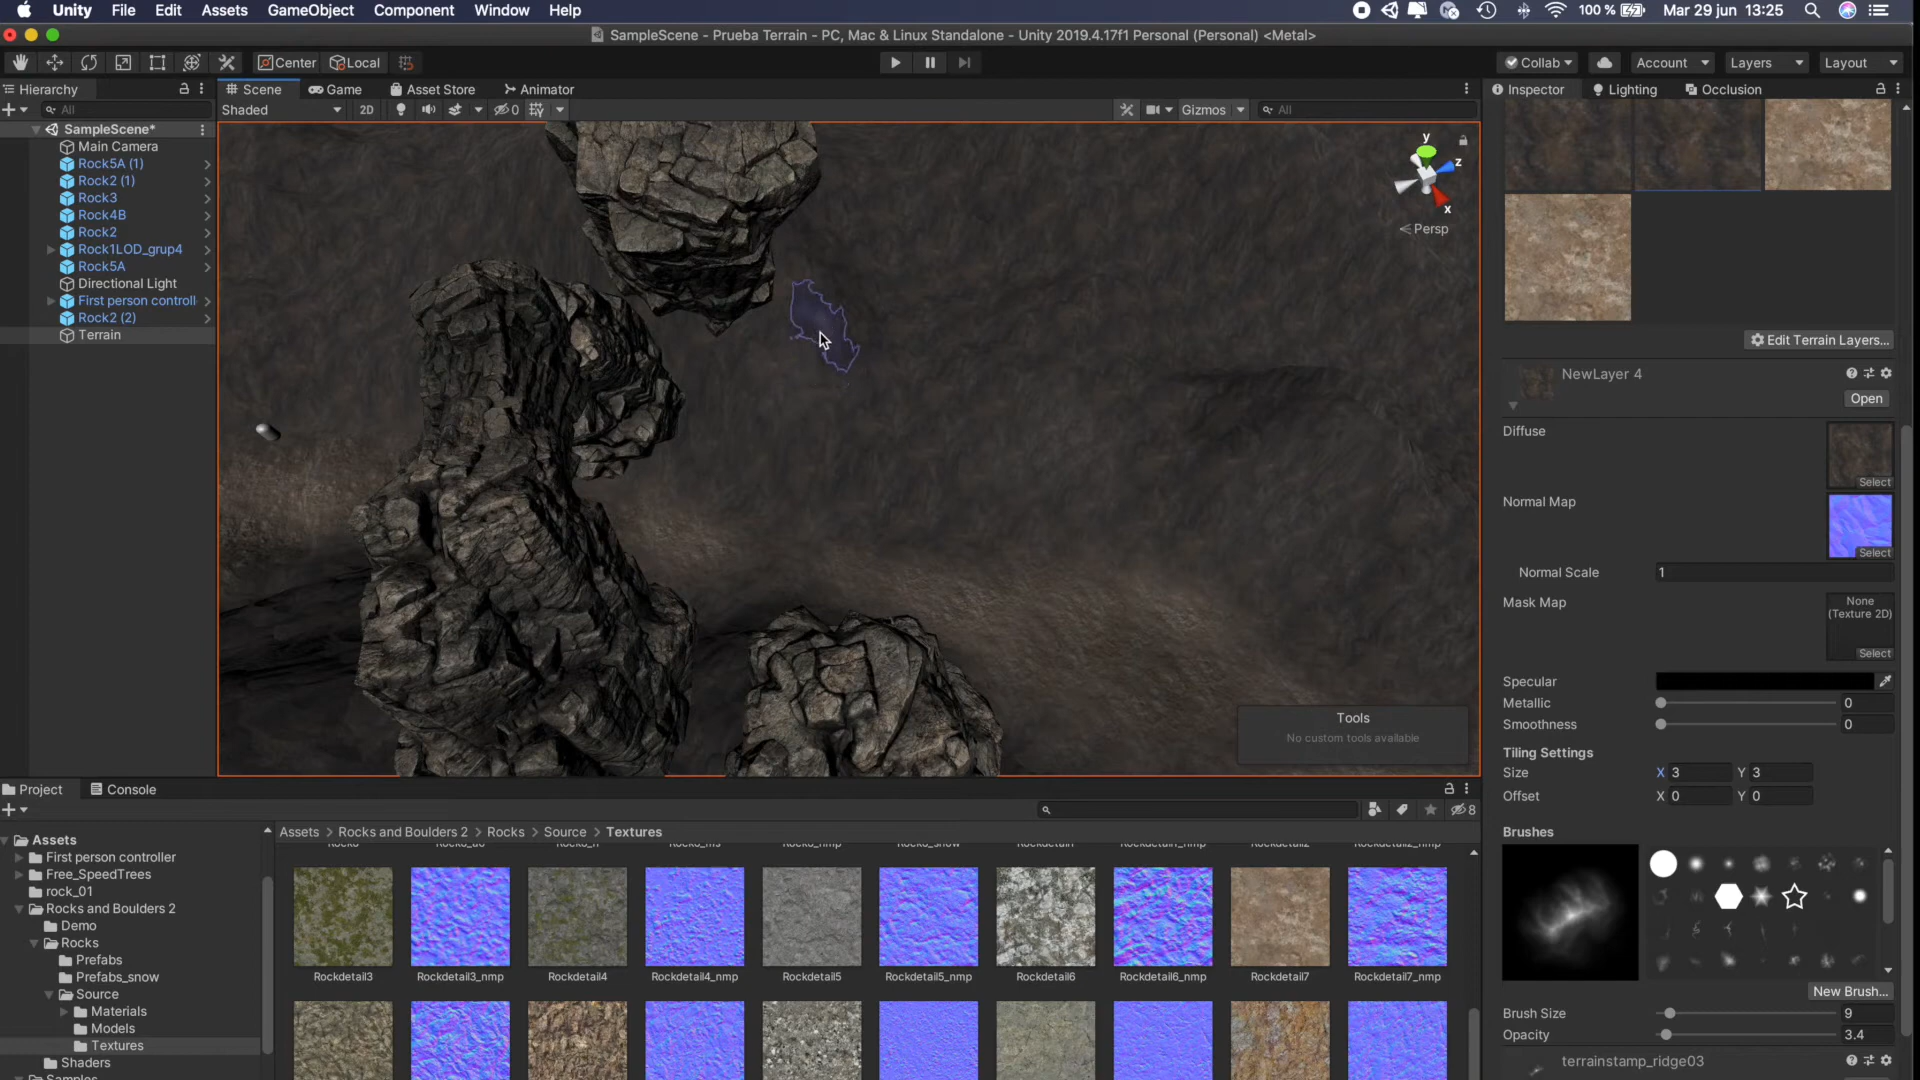 Unity File Edit Assets GameObject Component Window Help 100 % Mar 29 jun 13:25
SampleScene - Prueba Terrain - PC, Mac & Linux Standalone - Unity 2019.4.17f1 Personal (Personal) <Metal>
Center Local Collab Account Layers Layout
Hierarchy Scene Game Asset Store Animator Inspector Lighting Occlusion
All Shaded 2D 0 Gizmos All
SampleScene*
Main Camera
Rock5A (1)
Rock2 (1)
Rock3
Rock4B
Rock2
Rock1LOD_grup4
Rock5A
Directional Light
First person controll
Rock2 (2)
Terrain
y
z
x
Persp
Tools
No custom tools available
Edit Terrain Layers...
NewLayer 4
Open
Diffuse
Select
Normal Map
Select
Normal Scale 1
Mask Map
None
(Texture 2D)
Select
Specular
Metallic 0
Smoothness 0
Tiling Settings
Size X 3 Y 3
Offset X 0 Y 0
Brushes
New Brush...
Brush Size 9
Opacity 3.4
terrainstamp_ridge03
Project Console
8
Assets > Rocks and Boulders 2 > Rocks > Source > Textures
Assets
First person controller
Free_SpeedTrees
rock_01
Rocks and Boulders 2
Demo
Rocks
Prefabs
Prefabs_snow
Source
Materials
Models
Textures
Shaders
Samples
Rockdetail3 Rockdetail3_nmp Rockdetail4 Rockdetail4_nmp Rockdetail5 Rockdetail5_nmp Rockdetail6 Rockdetail6_nmp Rockdetail7 Rockdetail7_nmp